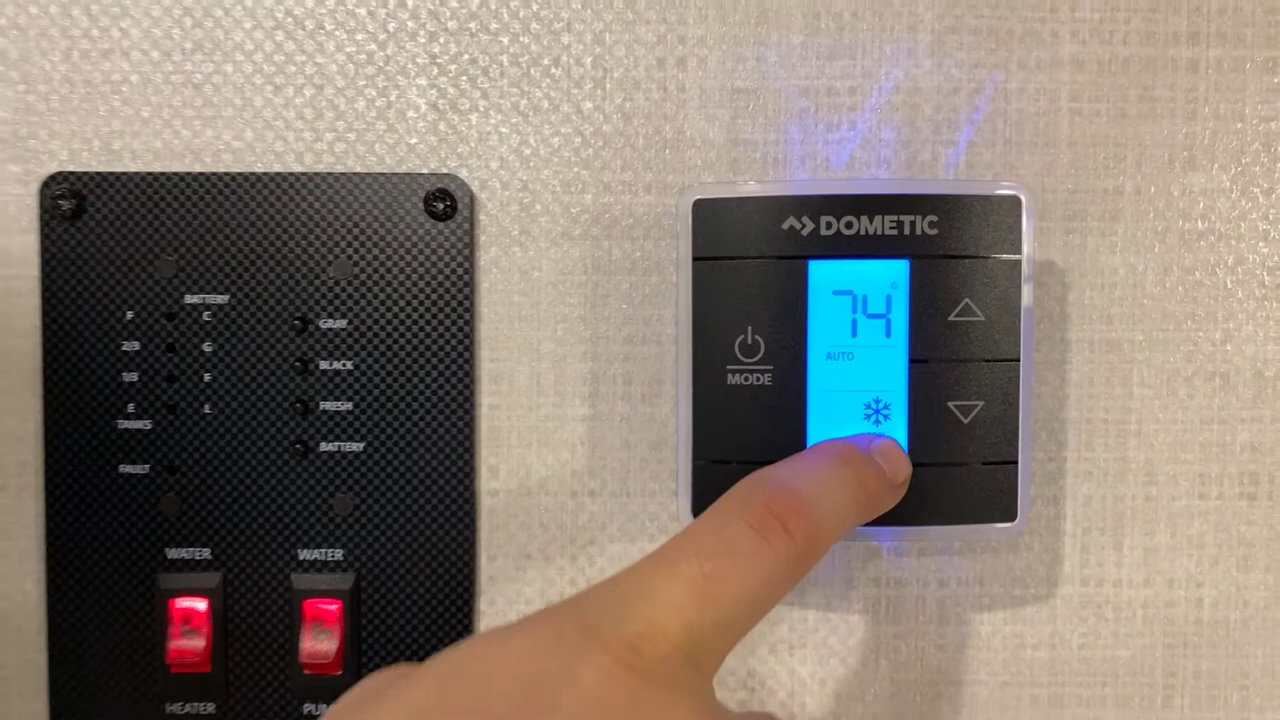 BATTERY
F C
2/3 G
1/3 F
E L
TANKS
FAULT
GRAY
BLACK
FRESH
BATTERY
WATER
HEATER
WATER
DOMETIC
MODE
74°
AUTO